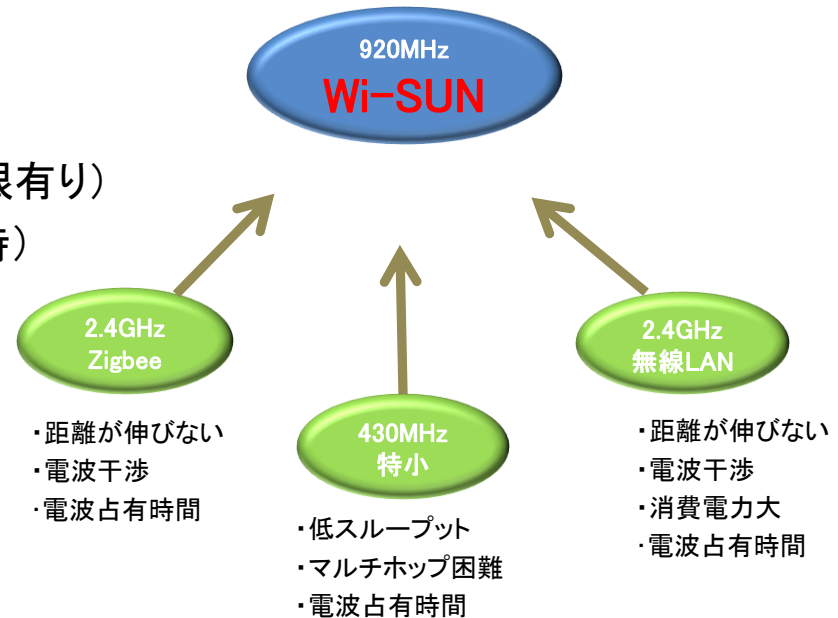 920MHz
Wi-SUN
限有り）
時）
2.4GHz
Zigbee
・距離が伸びない
・電波干渉
・電波占有時間
430MHz
特小
・低スループット
・マルチホップ困難
・電波占有時間
2.4GHz
無線LAN
・距離が伸びない
・電波干渉
・消費電力大
・電波占有時間